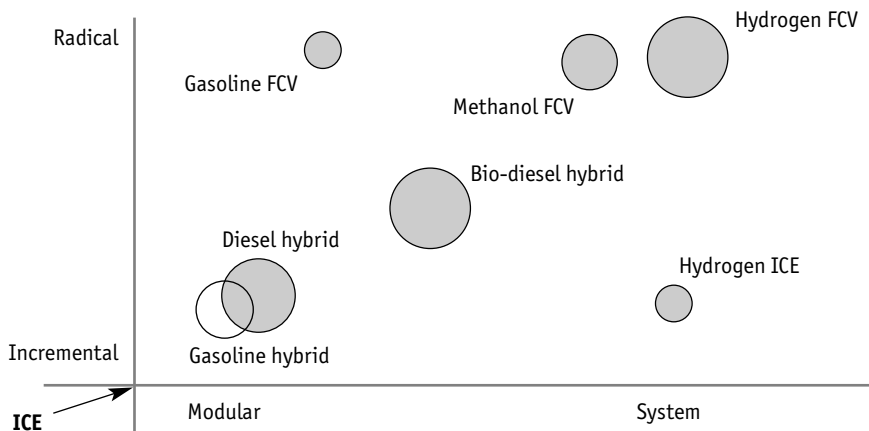 Hydrogen FCV
Radical
Gasoline FCV
Methanol FCV
Bio-diesel hybrid
Diesel hybrid
Hydrogen ICE
Incremental
Gasoline hybrid
Modular
System
ICE